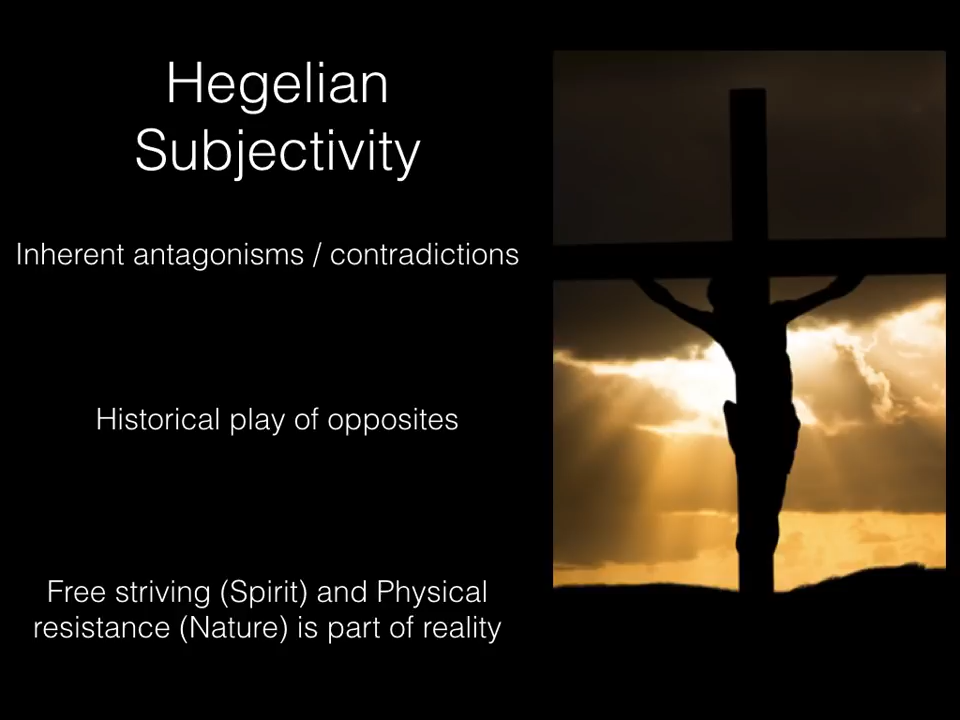 Hegelian
Subjectivity
Inherent antagonisms / contradictions
Historical play of opposites
Free striving (Spirit) and Physical
resistance (Nature) is part of reality